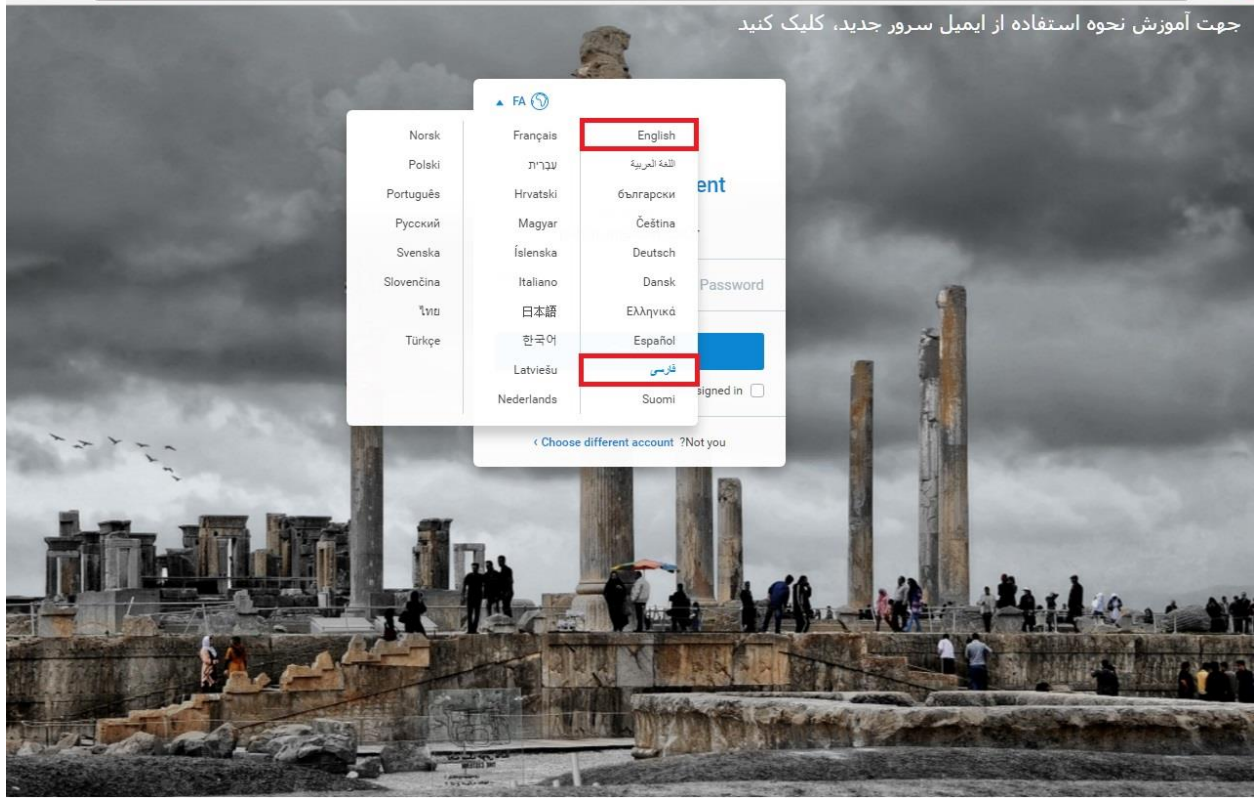 جهت آموزش نحوه استفاده از ایمیل سرور جدید، کلیک کنید
FA
English
اللغة العربية
български
Čeština
Deutsch
Dansk
Ελληνικά
Español
فارسی
Suomi
Français
עברית
Hrvatski
Magyar
Íslenska
Italiano
日本語
한국어
Latviešu
Nederlands
Norsk
Polski
Português
Русский
Svenska
Slovenčina
ไทย
Türkçe
ent
Password
signed in
‹ Choose different account ?Not you